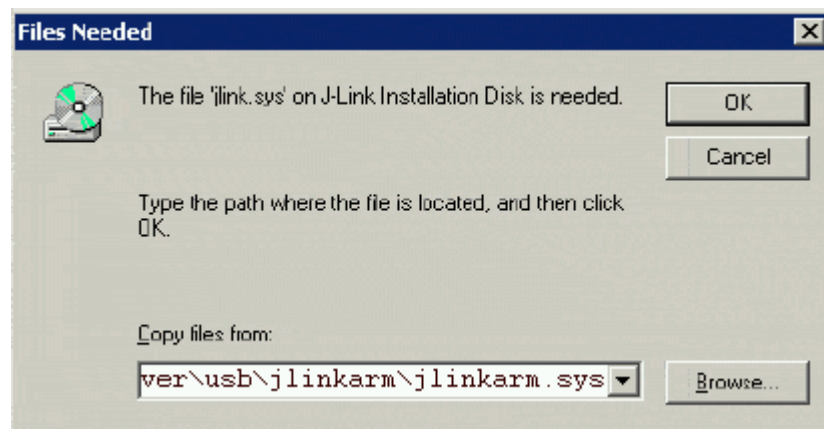 Files Needed
The file 'jlink.sys' on J-Link Installation Disk is needed.
OK
Cancel
Type the path where the file is located, and then click
OK.
Copy files from:
ver\usb\jlinkarm\jlinkarm.sys
Browse...